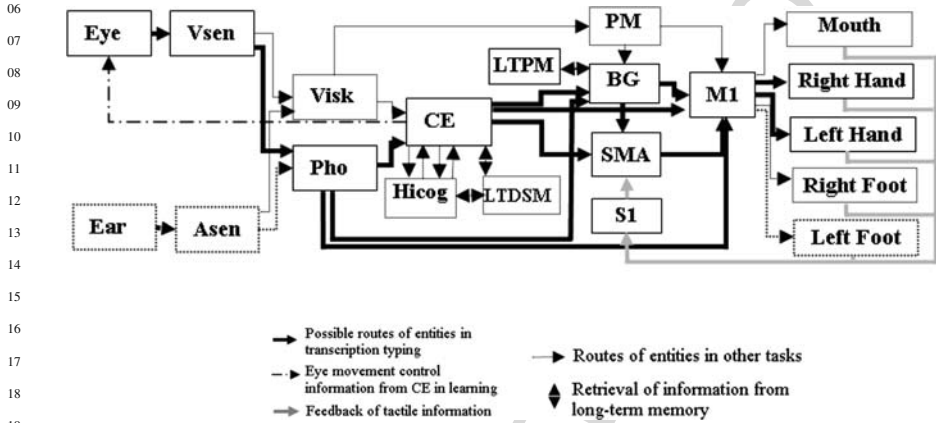 06
07
08
09
10
11
12
13
14
15
16
17
18
Eye
Vsen
Visk
CE
Pho
Hicog
LTDSM
Ear
Asen
PM
LTPM
BG
SMA
S1
M1
Mouth
Right Hand
Left Hand
Right Foot
Left Foot
Possible routes of entities in
transcription typing
Eye movement control
information from CE in learning
Feedback of tactile information
Routes of entities in other tasks
Retrieval of information from
long-term memory